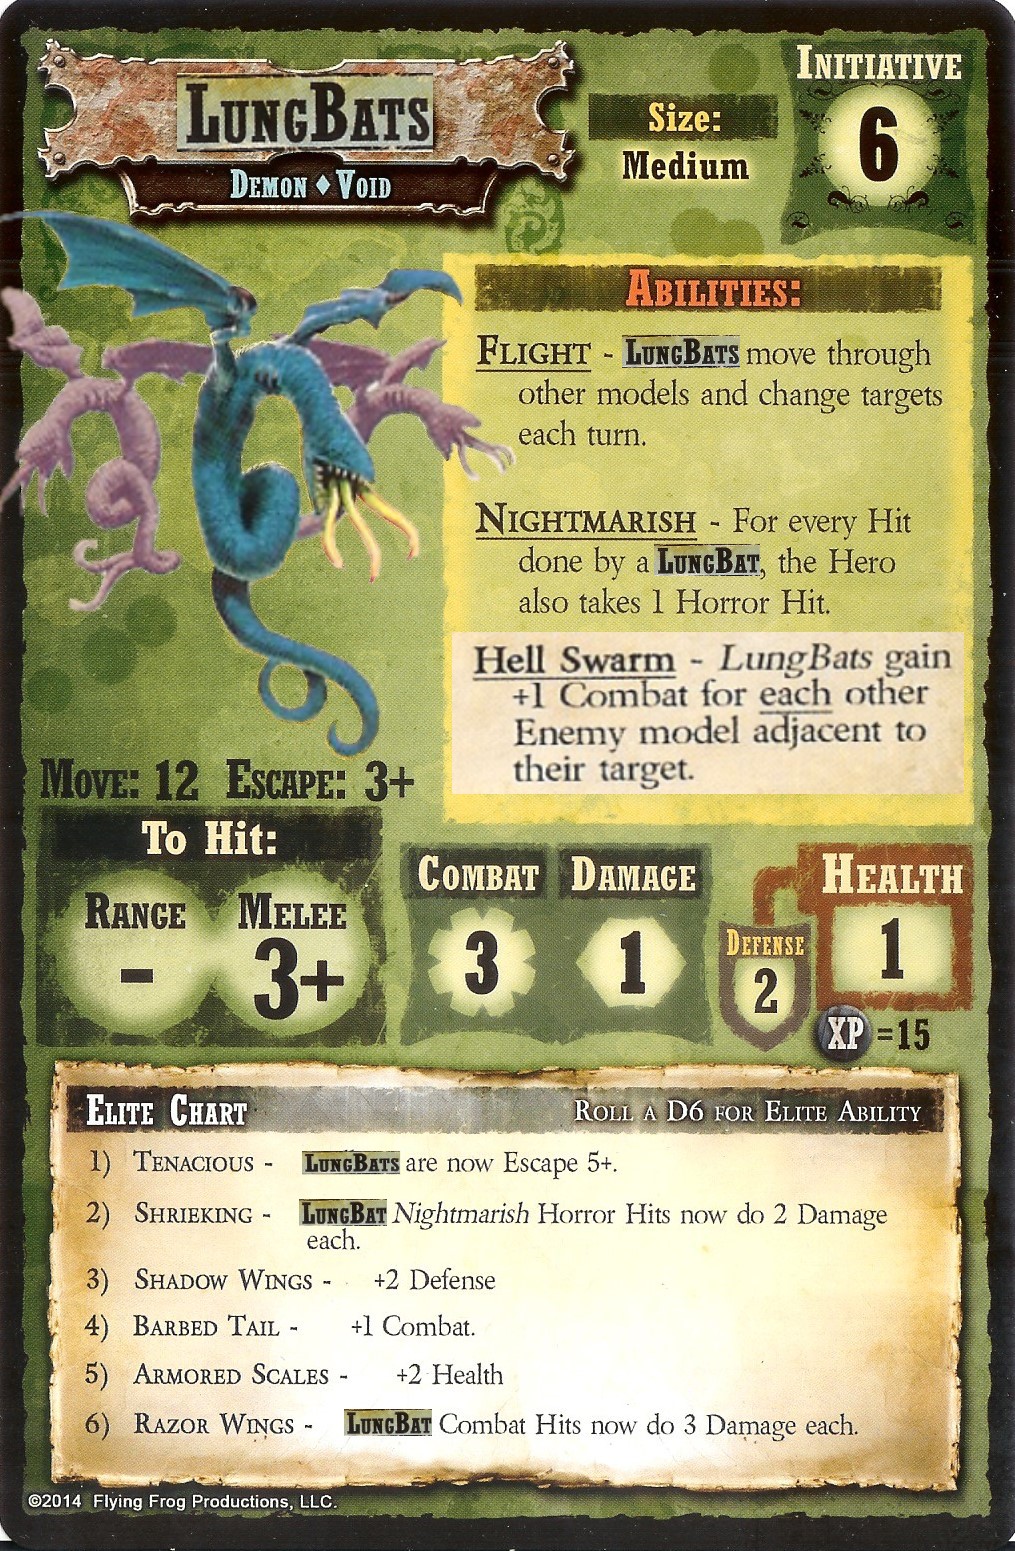 LUNGBATS
DEMON ♦ VOID
Size:
Medium
INITIATIVE
6
ABILITIES:
FLIGHT - LUNGBATS move through
other models and change targets
each turn.
NIGHTMARISH - For every Hit
done by a LUNGBAT, the Hero
also takes 1 Horror Hit.
Hell Swarm - LungBats gain
+1 Combat for each other
Enemy model adjacent to
their target.
MOVE: 12 ESCAPE: 3+
To Hit:
RANGE MELEE
- 3+
COMBAT
3
DAMAGE
1
DEFENSE
2
HEALTH
1
XP =15
ELITE CHART ROLL A D6 FOR ELITE ABILITY
1) TENACIOUS - LUNGBATS are now Escape 5+.
2) SHRIEKING - LUNGBAT Nightmarish Horror Hits now do 2 Damage
each.
3) SHADOW WINGS - +2 Defense
4) BARBED TAIL - +1 Combat.
5) ARMORED SCALES - +2 Health
6) RAZOR WINGS - LUNGBAT Combat Hits now do 3 Damage each.
©2014 Flying Frog Productions, LLC.